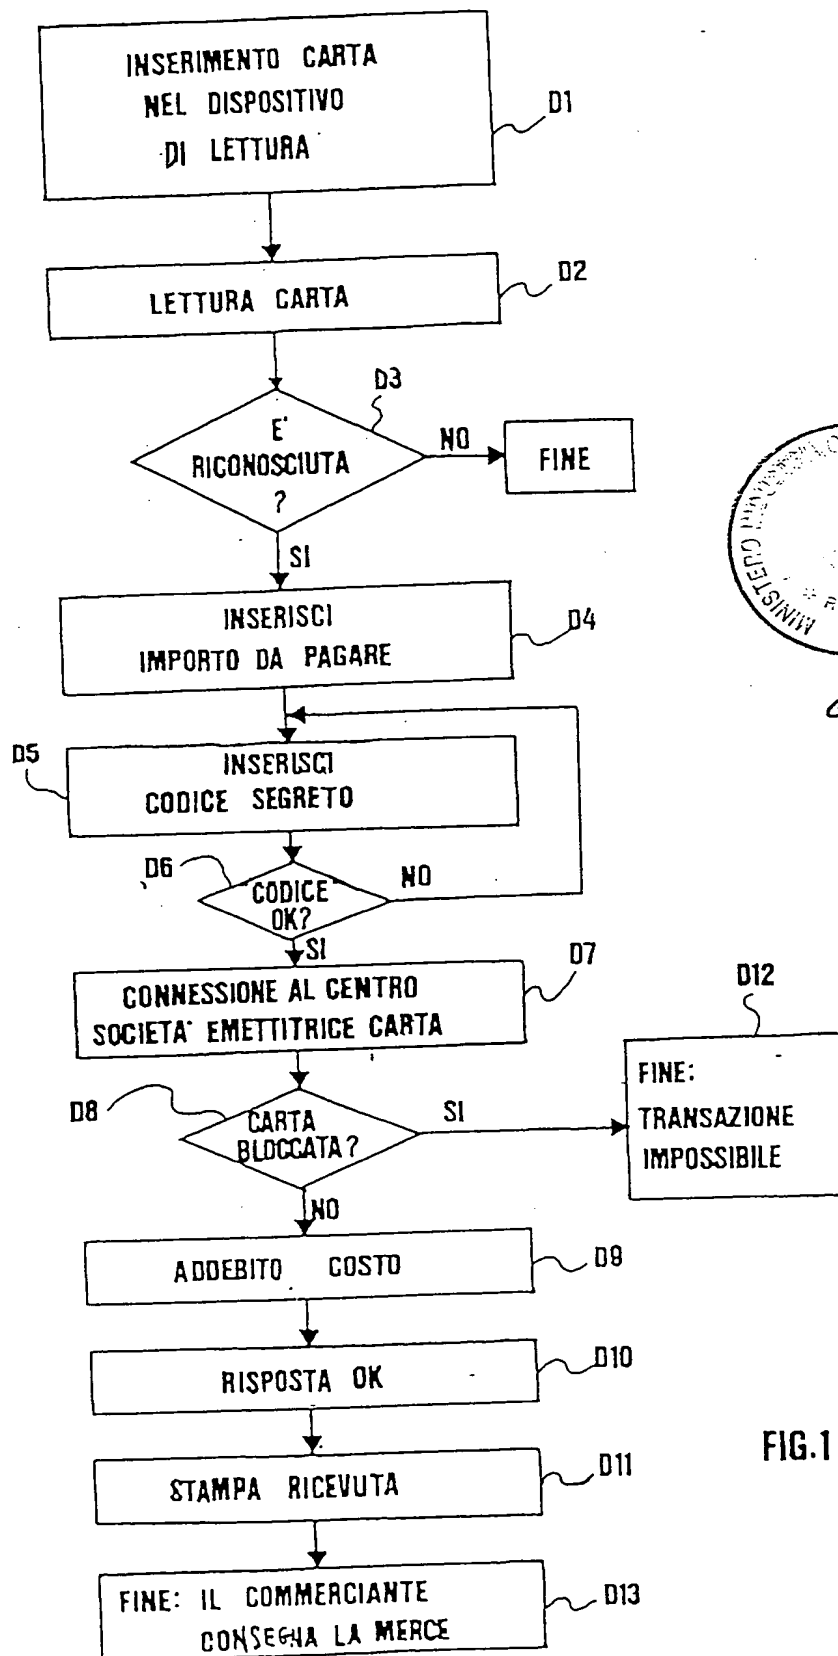 INSERIMENTO CARTA
NEL DISPOSITIVO
DI LETTURA
D1
LETTURA CARTA
D2
D3
E'
RICONOSCIUTA
?
NO
FINE
SI
INSERISCI
IMPORTO DA PAGARE
D4
MINISTERO
D5
INSERISCI
CODICE SEGRETO
D6
CODICE
OK?
NO
SI
CONNESSIONE AL CENTRO
SOCIETA' EMETTITRICE CARTA
D7
D8
CARTA
BLOCCATA?
SI
D12
FINE:
TRANSAZIONE
IMPOSSIBILE
NO
ADDEBITO COSTO
D9
RISPOSTA OK
D10
STAMPA RICEVUTA
D11
FIG.1
FINE: IL COMMERCIANTE
CONSEGNA LA MERCE
D13